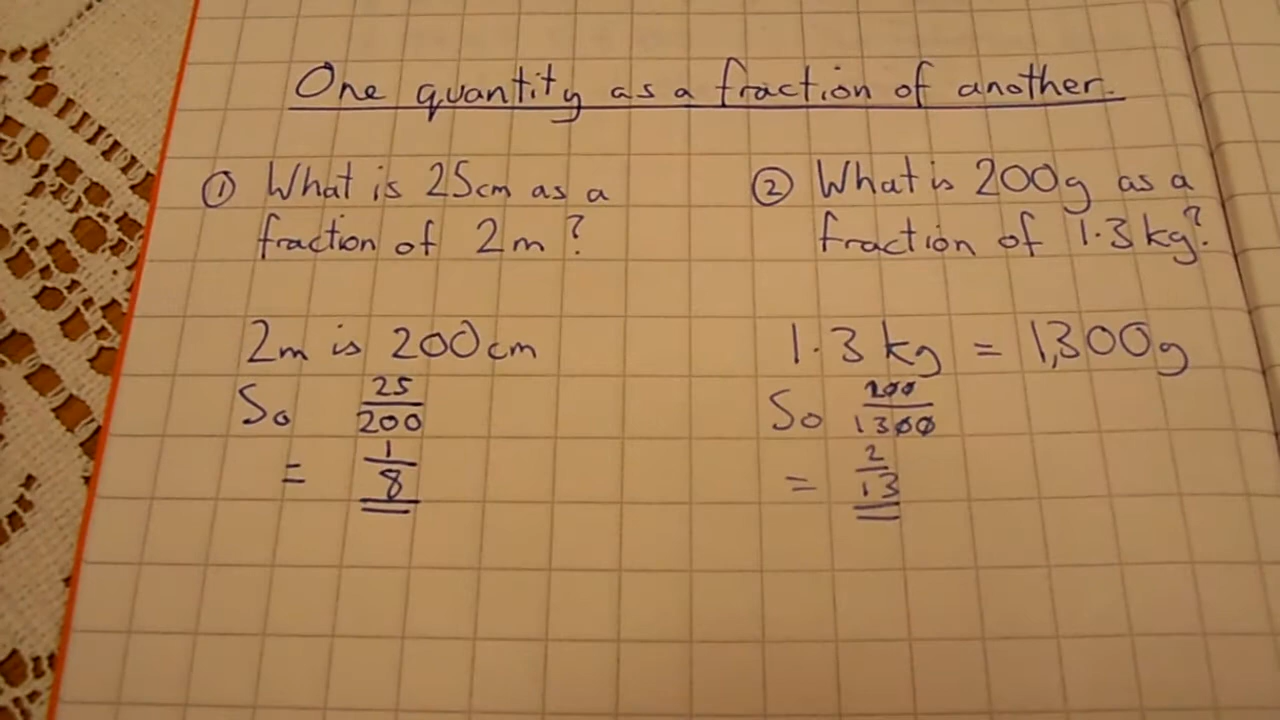 One quantity as a fraction of another.
① What is 25cm as a
fraction of 2m?
2m is 200cm
So 25/200
= 1/8
② What is 200g as a
fraction of 1.3kg?
1.3kg = 1,300g
So 200/1300
= 2/13